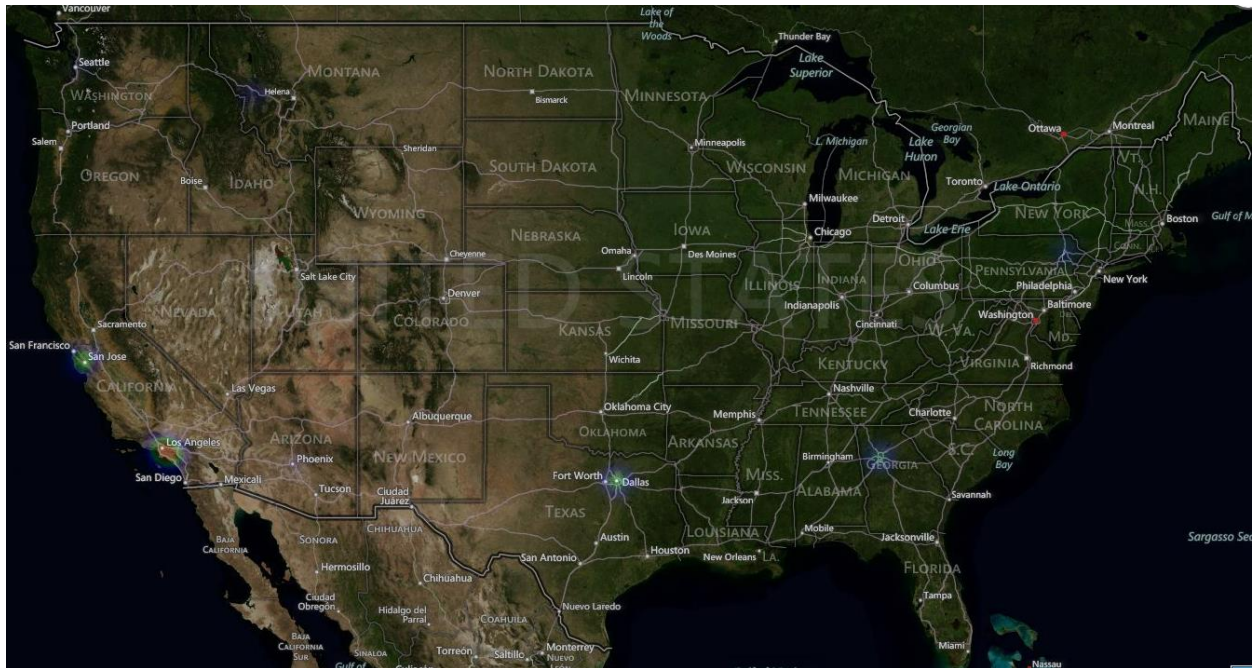 Vancouver
Lake of
the
Woods
Thunder Bay
Seattle
WASHINGTON
Helena
MONTANA
NORTH DAKOTA
Bismarck
MINNESOTA
Lake
Superior
Ottawa
Montreal
MAINE
Portland
Salem
OREGON
Boise
IDAHO
Sheridan
SOUTH DAKOTA
Minneapolis
WISCONSIN
L. Michigan
MICHIGAN
Lake
Huron
Georgian
Bay
Toronto
Lake Ontario
VT.
N.H.
WYOMING
Milwaukee
Detroit
Lake Erie
NEW YORK
MASS.
CONN.
Boston
Gulf of M
NEBRASKA
Cheyenne
Omaha
Lincoln
IOWA
Des Moines
Chicago
Salt Lake City
UNITED STATES
ILLINOIS
INDIANA
OHIO
PENNSYLVANIA
New York
Philadelphia
NEVADA
UTAH
Denver
COLORADO
Indianapolis
Columbus
Baltimore
Washington
DEL.
MD.
Sacramento
San Francisco
San Jose
CALIFORNIA
KANSAS
Wichita
MISSOURI
Cincinnati
W. VA.
KENTUCKY
VIRGINIA
Richmond
Las Vegas
Albuquerque
Oklahoma City
OKLAHOMA
Memphis
Nashville
TENNESSEE
Charlotte
NORTH
CAROLINA
Los Angeles
ARIZONA
Phoenix
NEW MEXICO
ARKANSAS
Birmingham
GEORGIA
S.C.
Long
Bay
San Diego
Mexicali
Tucson
Ciudad
Juárez
Fort Worth
Dallas
MISS.
Jackson
ALABAMA
Savannah
BAJA
CALIFORNIA
SONORA
CHIHUAHUA
TEXAS
Austin
San Antonio
Houston
LOUISIANA
New Orleans
LA.
Mobile
Jacksonville
FLORIDA
Sargasso Sea
Hermosillo
Chihuahua
Ciudad
Obregón
Hidalgo del
Parral
COAHUILA
Nuevo Laredo
Tampa
BAJA
CALIFORNIA
SUR
SINALOA
Gulf of
Torreón
Saltillo
Monterrey
NUEVO
Miami
Nassau